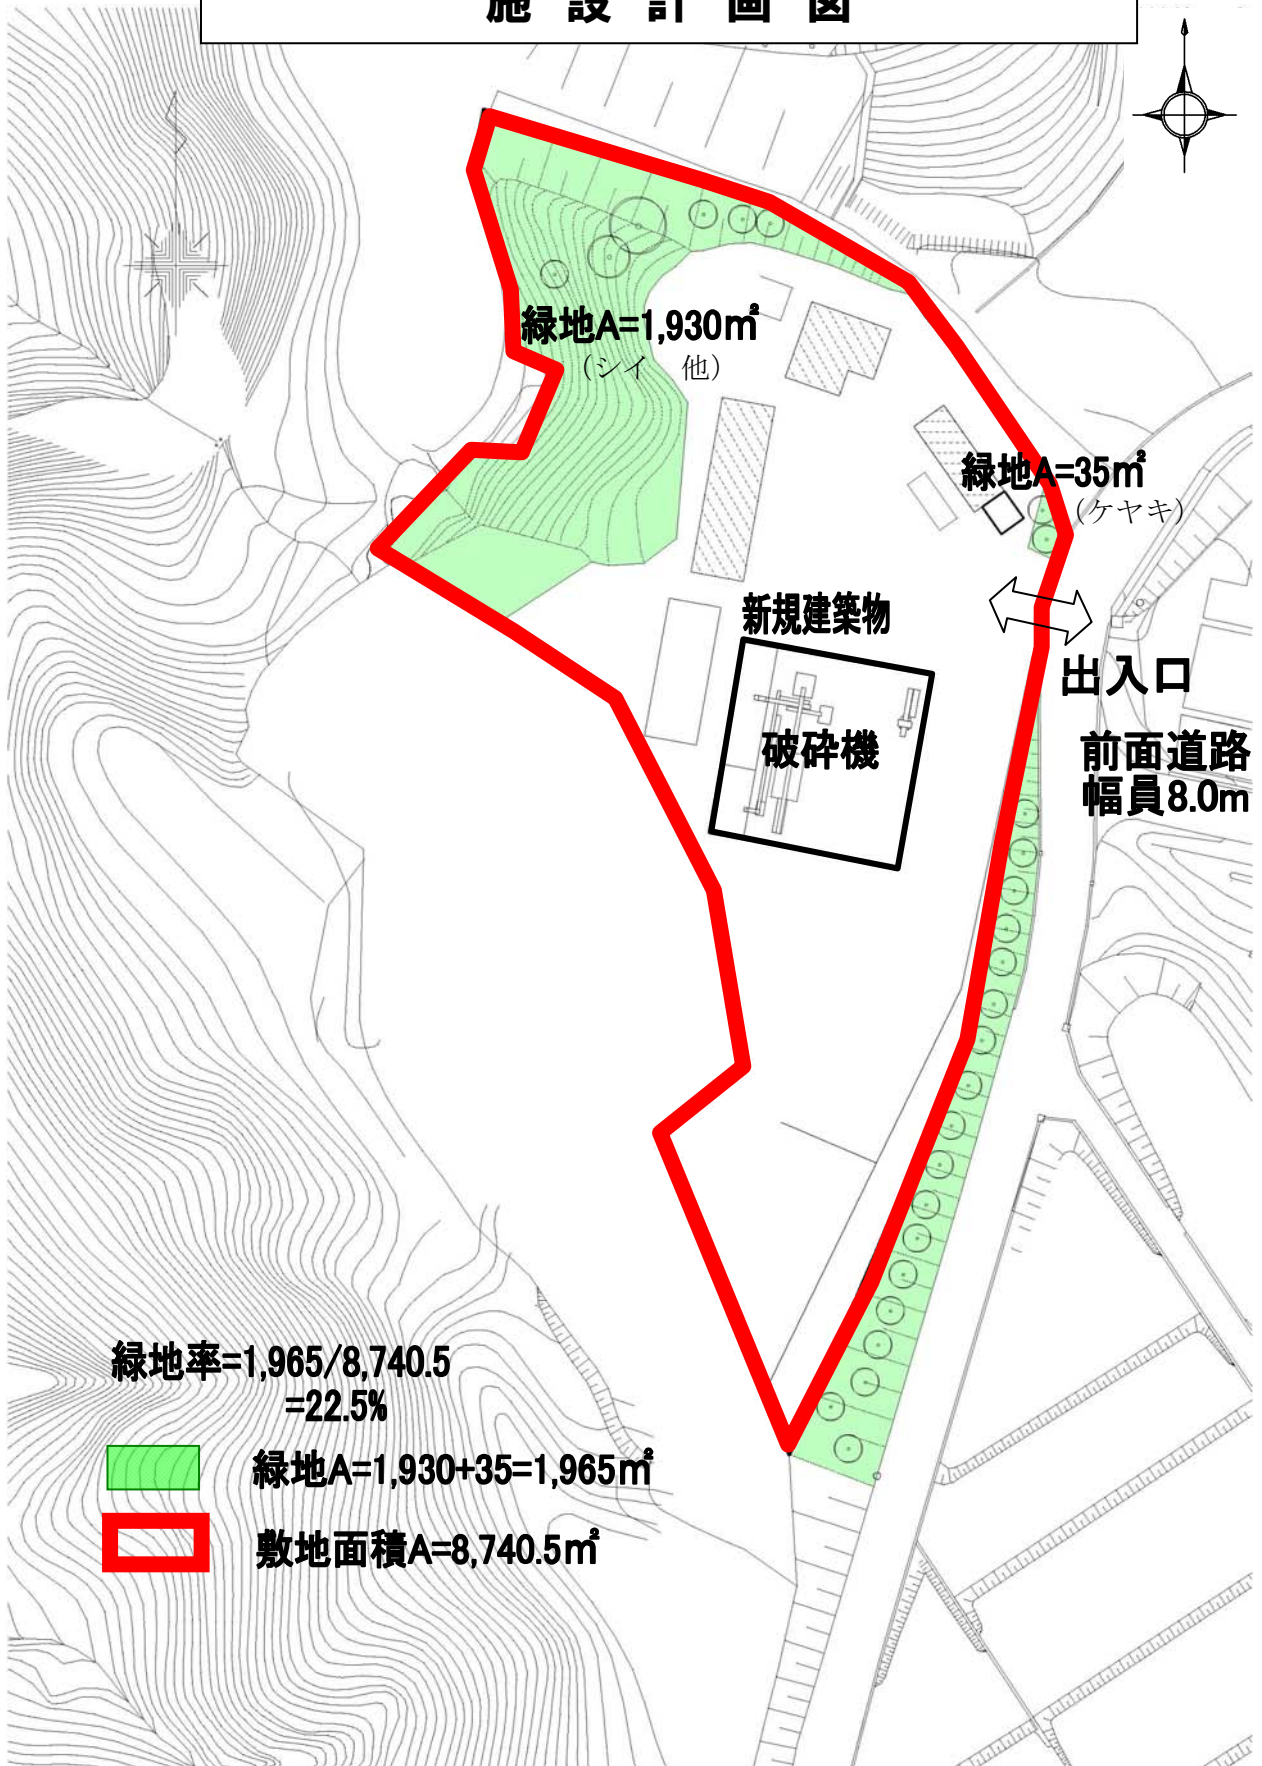 施設計画図
緑地A=1,930㎡
（シイ　他）
緑地A=35㎡
（ケヤキ）
新規建築物
破砕機
出入口
前面道路
幅員8.0m
緑地率=1,965/8,740.5
=22.5%
緑地A=1,930+35=1,965㎡
敷地面積A=8,740.5㎡